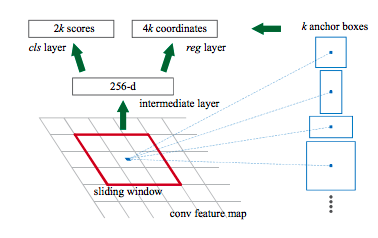 2k scores
4k coordinates
k anchor boxes
cls layer
reg layer
256-d
intermediate layer
sliding window
conv feature map